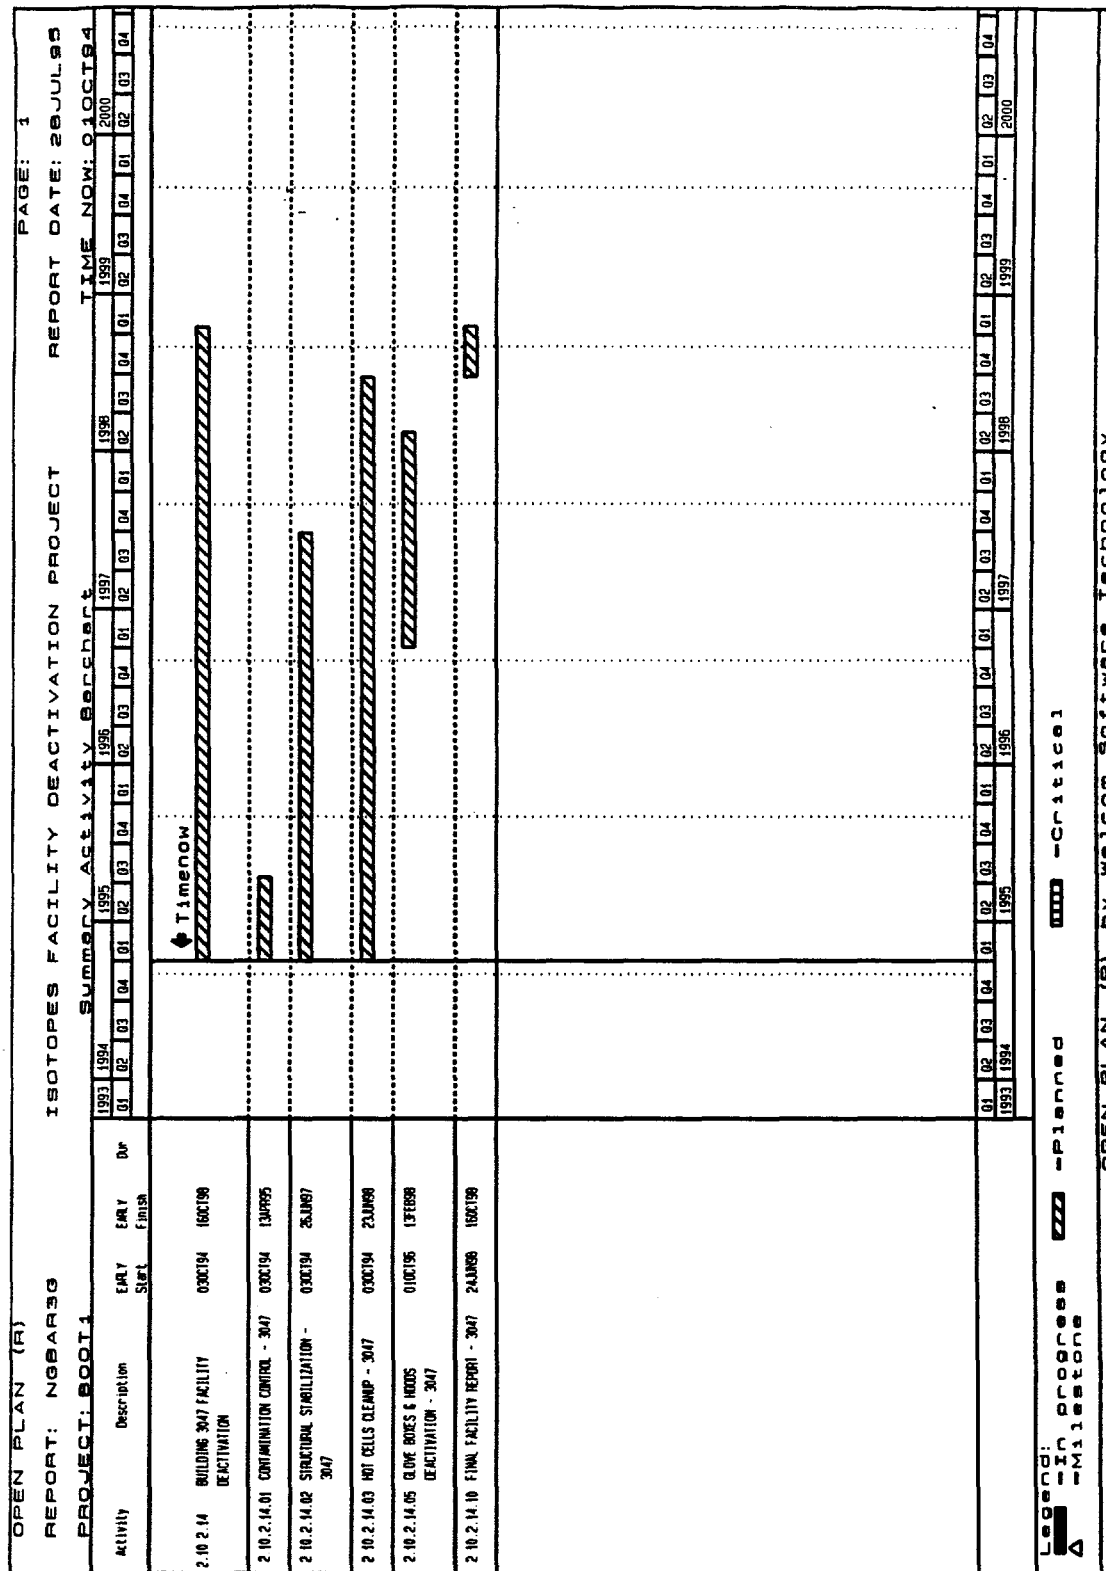 OPEN PLAN (R) PAGE: 1
REPORT: NGBAR3G ISOTOPES FACILITY DEACTIVATION PROJECT REPORT DATE: 28JUL95
PROJECT: BOOT1 Summary Activity Barchart TIME NOW: 01OCT94
1993 1994 1995 1996 1997 1998 1999 2000
Activity Description EARLY Start EARLY Finish Dur Q1 Q2 Q3 Q4 Q1 Q2 Q3 Q4 Q1 Q2 Q3 Q4 Q1 Q2 Q3 Q4 Q1 Q2 Q3 Q4 Q1 Q2 Q3 Q4 Q1 Q2 Q3 Q4
Timenow
2.10 2.14 BUILDING 3047 FACILITY 03OCT94 16OCT98
DEACTIVATION
2 10.2.14.01 CONTAMINATION CONTROL - 3047 03OCT94 13APR95
2 10.2.14.02 STRUCTURAL STABILIZATION - 03OCT94 26JUN97
3047
2 10.2.14.03 HOT CELLS CLEANUP - 3047 03OCT94 23JUN98
2.10.2.14.05 GLOVE BOXES & HOODS 01OCT96 13FEB98
DEACTIVATION - 3047
2 10.2.14.10 FINAL FACILITY REPORT - 3047 24JUN98 16OCT98
Q1 Q2 Q3 Q4 Q1 Q2 Q3 Q4 Q1 Q2 Q3 Q4 Q1 Q2 Q3 Q4 Q1 Q2 Q3 Q4 Q1 Q2 Q3 Q4 Q1 Q2 Q3 Q4
1993 1994 1995 1996 1997 1998 1999 2000
Legend:
-In progress -Planned -Critical
-Milestone
OPEN PLAN (R) by Welcom Software Technology